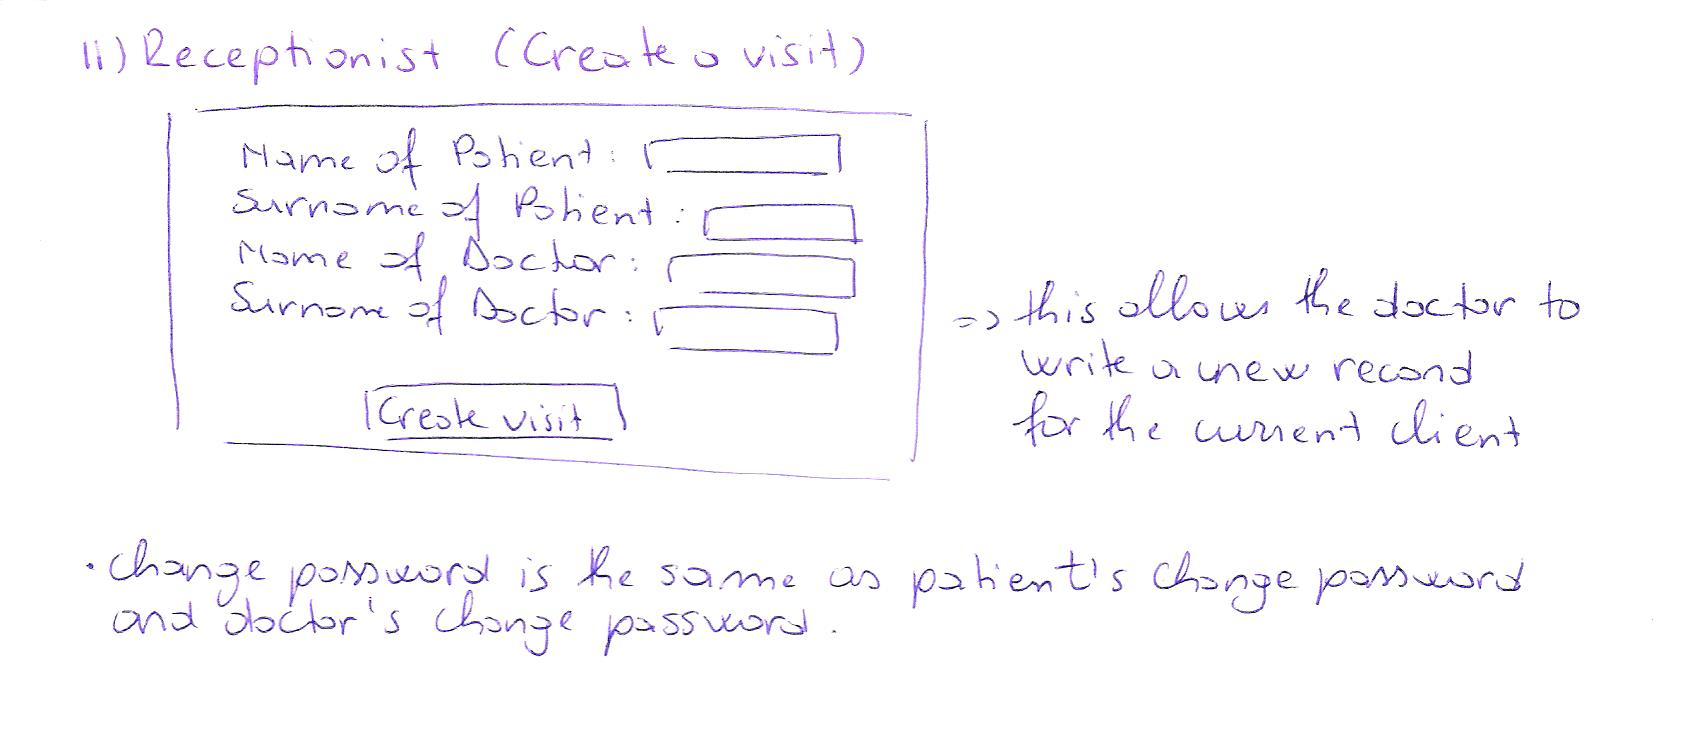 11) Receptionist (Create a visit)
Name of Patient:
Surname of Patient:
Name of Doctor:
Surname of Doctor:
Create visit
=> this allows the doctor to
write a new record
for the current client
• change password is the same as patient's change password
and doctor's change password.